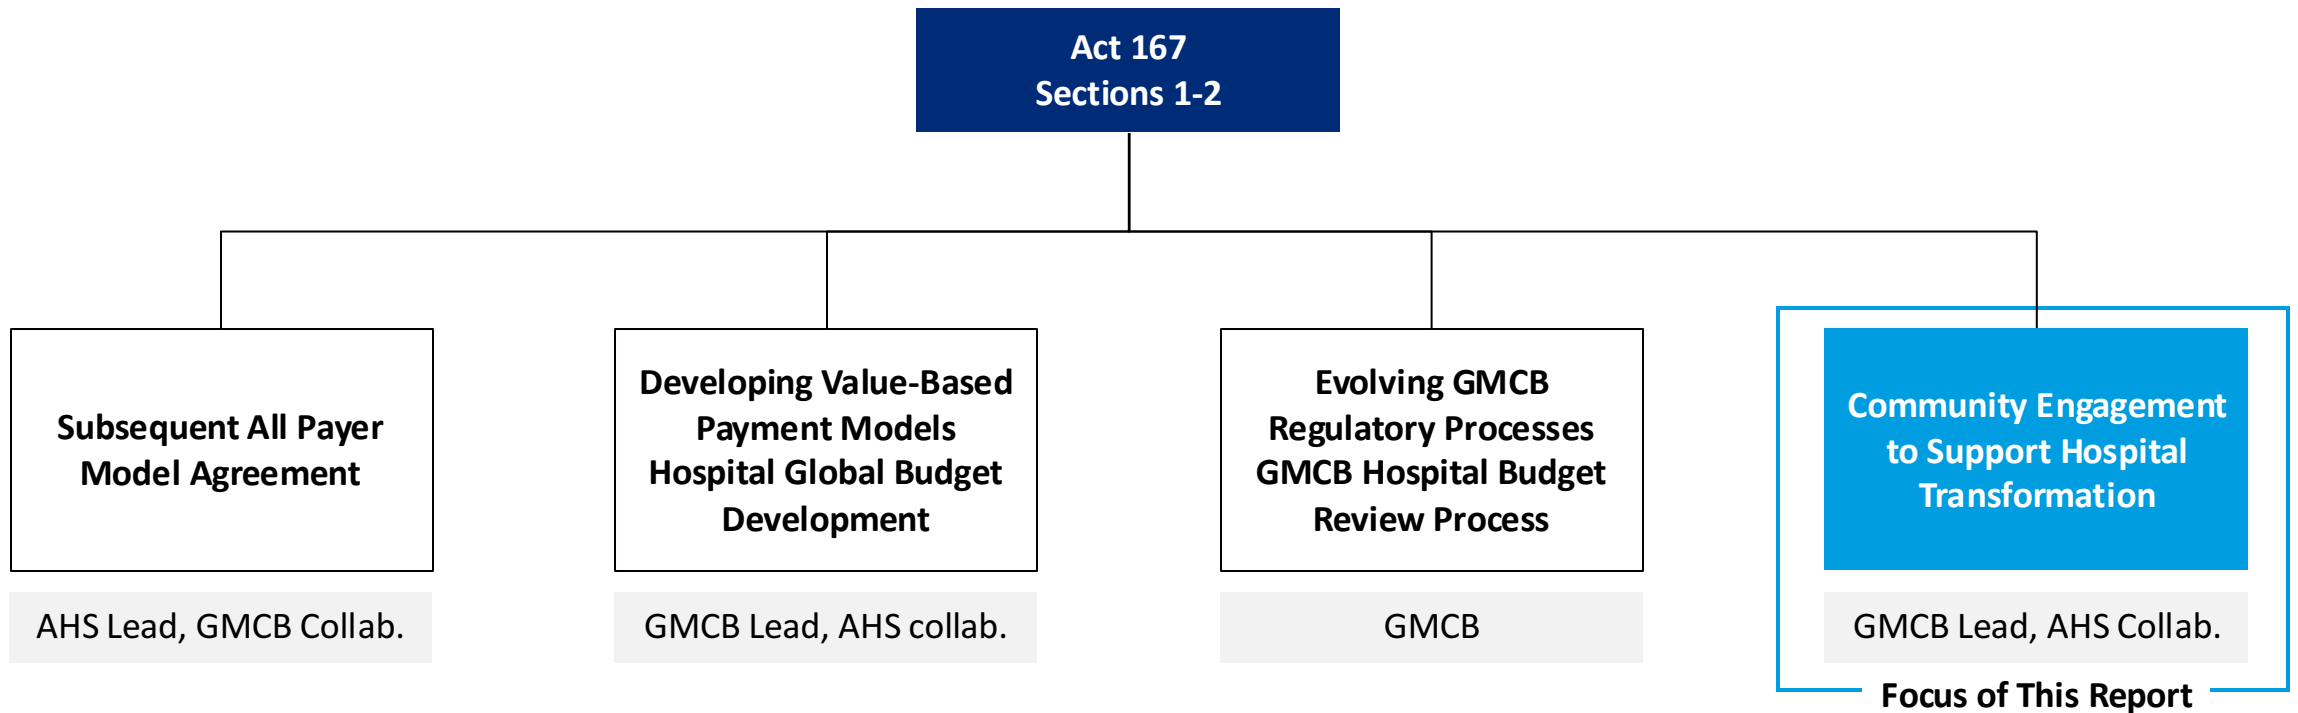 Act 167
Sections 1-2
Subsequent All Payer
Model Agreement
AHS Lead, GMCB Collab.
Developing Value-Based
Payment Models
Hospital Global Budget
Development
GMCB Lead, AHS collab.
Evolving GMCB
Regulatory Processes
GMCB Hospital Budget
Review Process
GMCB
Community Engagement
to Support Hospital
Transformation
GMCB Lead, AHS Collab.
Focus of This Report